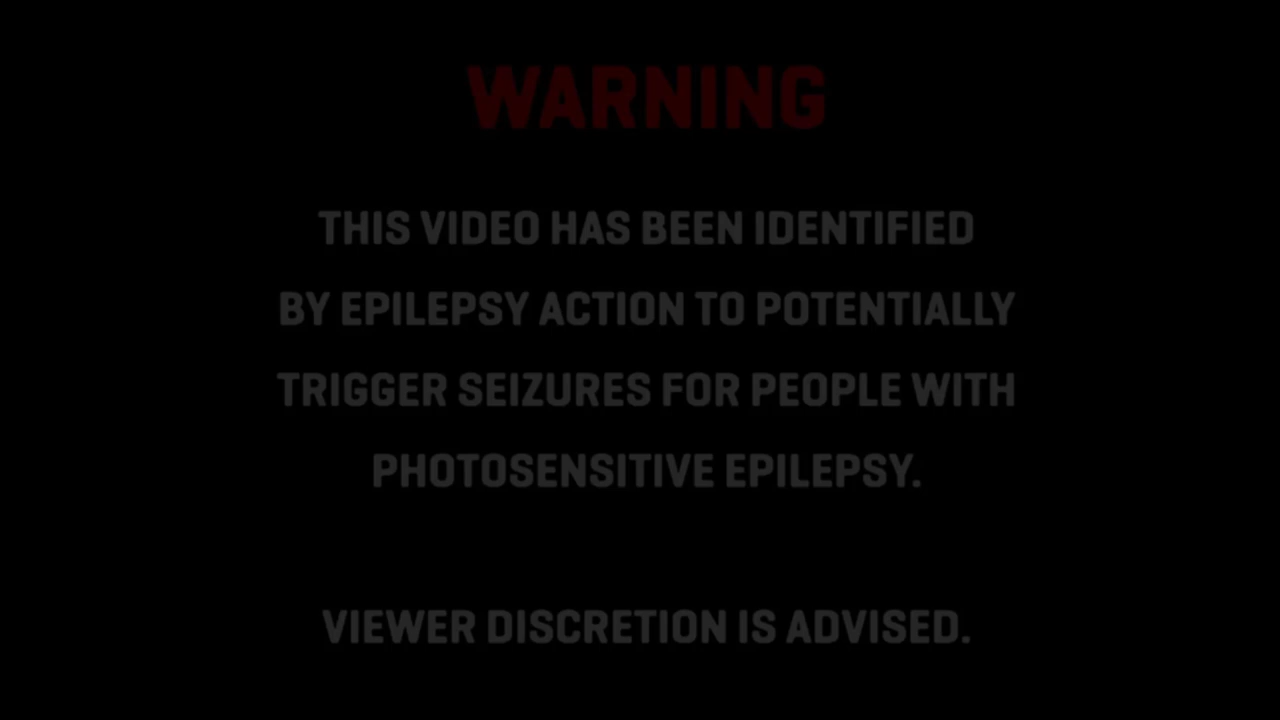 WARNING
THIS VIDEO HAS BEEN IDENTIFIED
BY EPILEPSY ACTION TO POTENTIALLY
TRIGGER SEIZURES FOR PEOPLE WITH
PHOTOSENSITIVE EPILEPSY.
VIEWER DISCRETION IS ADVISED.